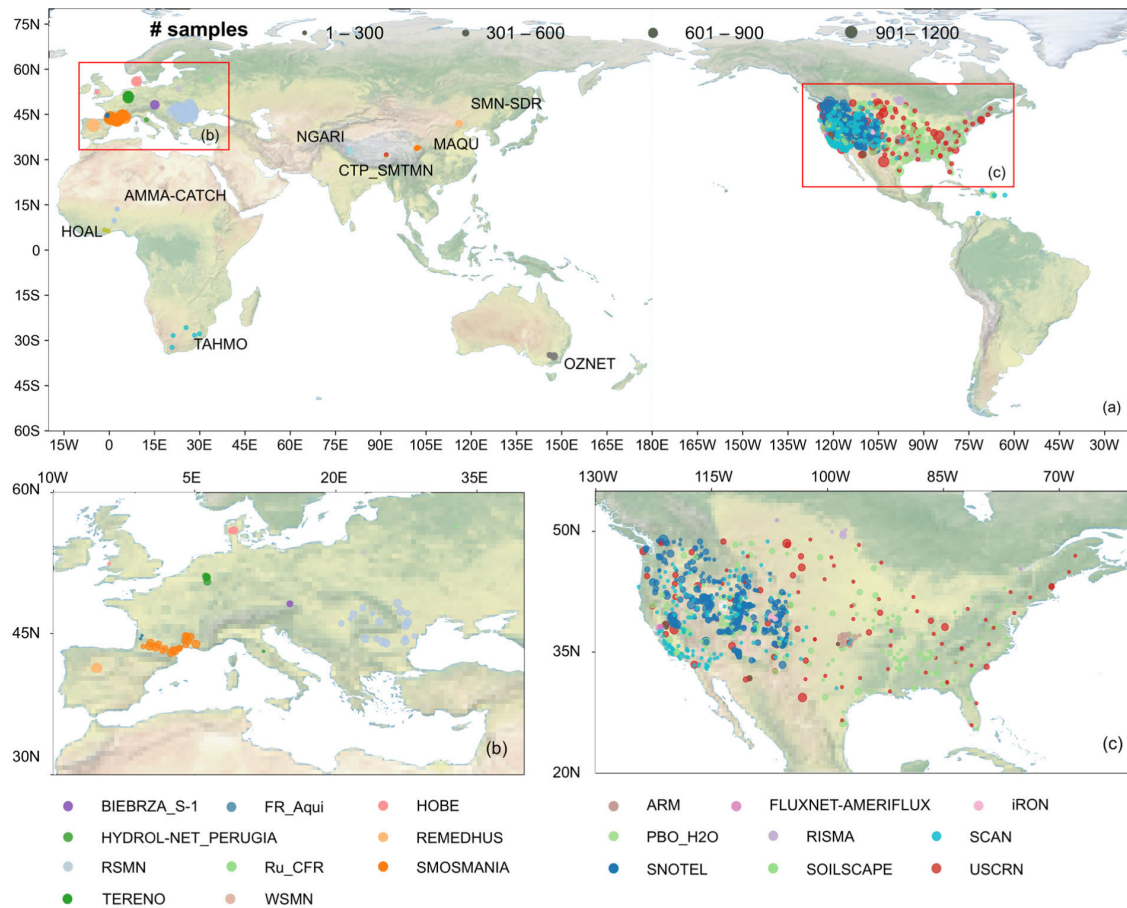 75N
# samples
1 – 300
301 – 600
601 – 900
901 – 1200
60N
45N
30N
15N
0
15S
30S
45S
60S
SMN-SDR
(b)
NGARI
MAQU
CTP_SMTMN
(c)
AMMA-CATCH
HOAL
TAHMO
OZNET
(a)
15W 0 15E 30E 45E 60E 75E 90E 105E 120E 135E 150E 165E 180E 165W 150W 135W 120W 105W 90W 75W 60W 45W 30W
10W 5E 20E 35E
60N
45N
30N
(b)
130W 115W 100W 85W 70W
50N
35N
20N
(c)
BIEBRZA_S-1 FR_Aqui HOBE
HYDROL-NET_PERUGIA REMEDHUS
RSMN Ru_CFR SMOSMANIA
TERENO WSMN
ARM FLUXNET-AMERIFLUX iRON
PBO_H2O RISMA SCAN
SNOTEL SOILSCAPE USCRN